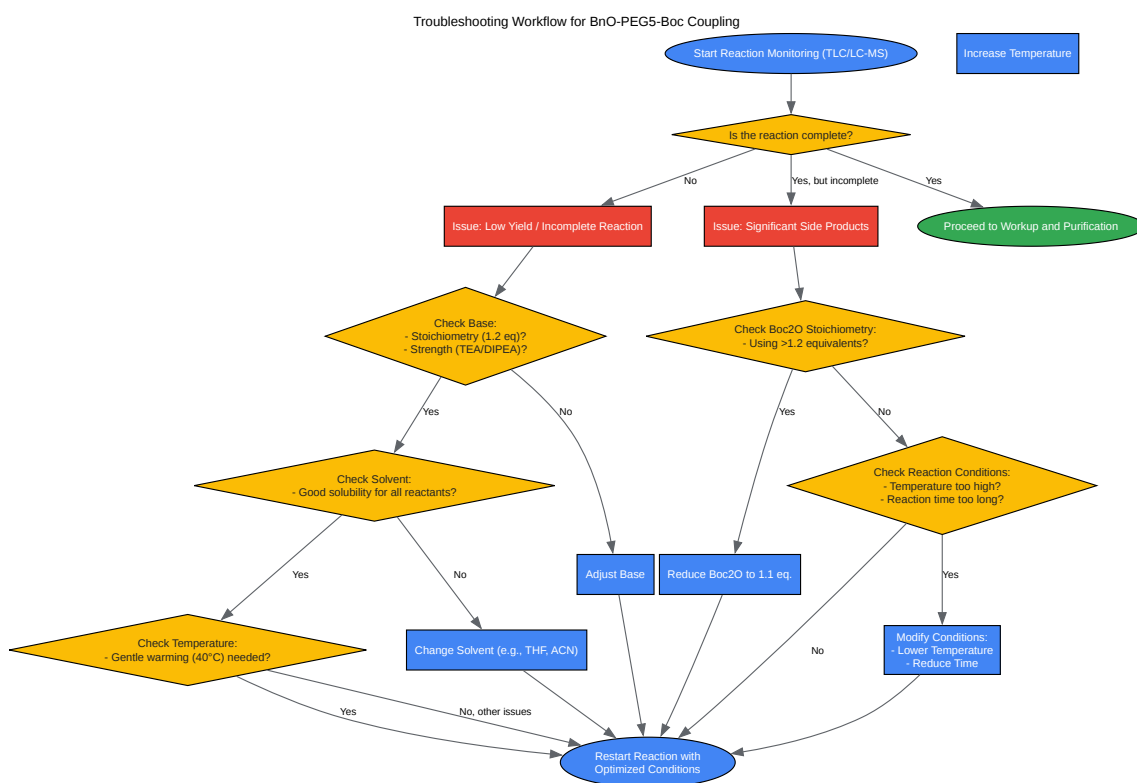 Troubleshooting Workflow for BnO-PEG5-Boc Coupling
Start Reaction Monitoring (TLC/LC-MS)
Increase Temperature
Is the reaction complete?
No
Yes, but incomplete
Yes
Issue: Low Yield / Incomplete Reaction
Issue: Significant Side Products
Proceed to Workup and Purification
Check Base:
- Stoichiometry (1.2 eq)?
- Strength (TEA/DIPEA)?
Check Boc2O Stoichiometry:
- Using >1.2 equivalents?
Yes
No
Yes
No
Check Solvent:
- Good solubility for all reactants?
Check Reaction Conditions:
- Temperature too high?
- Reaction time too long?
Yes
No
Adjust Base
Reduce Boc2O to 1.1 eq.
Yes
Check Temperature:
- Gentle warming (40°C) needed?
Change Solvent (e.g., THF, ACN)
No
Modify Conditions:
- Lower Temperature
- Reduce Time
Yes
No, other issues
Restart Reaction with
Optimized Conditions